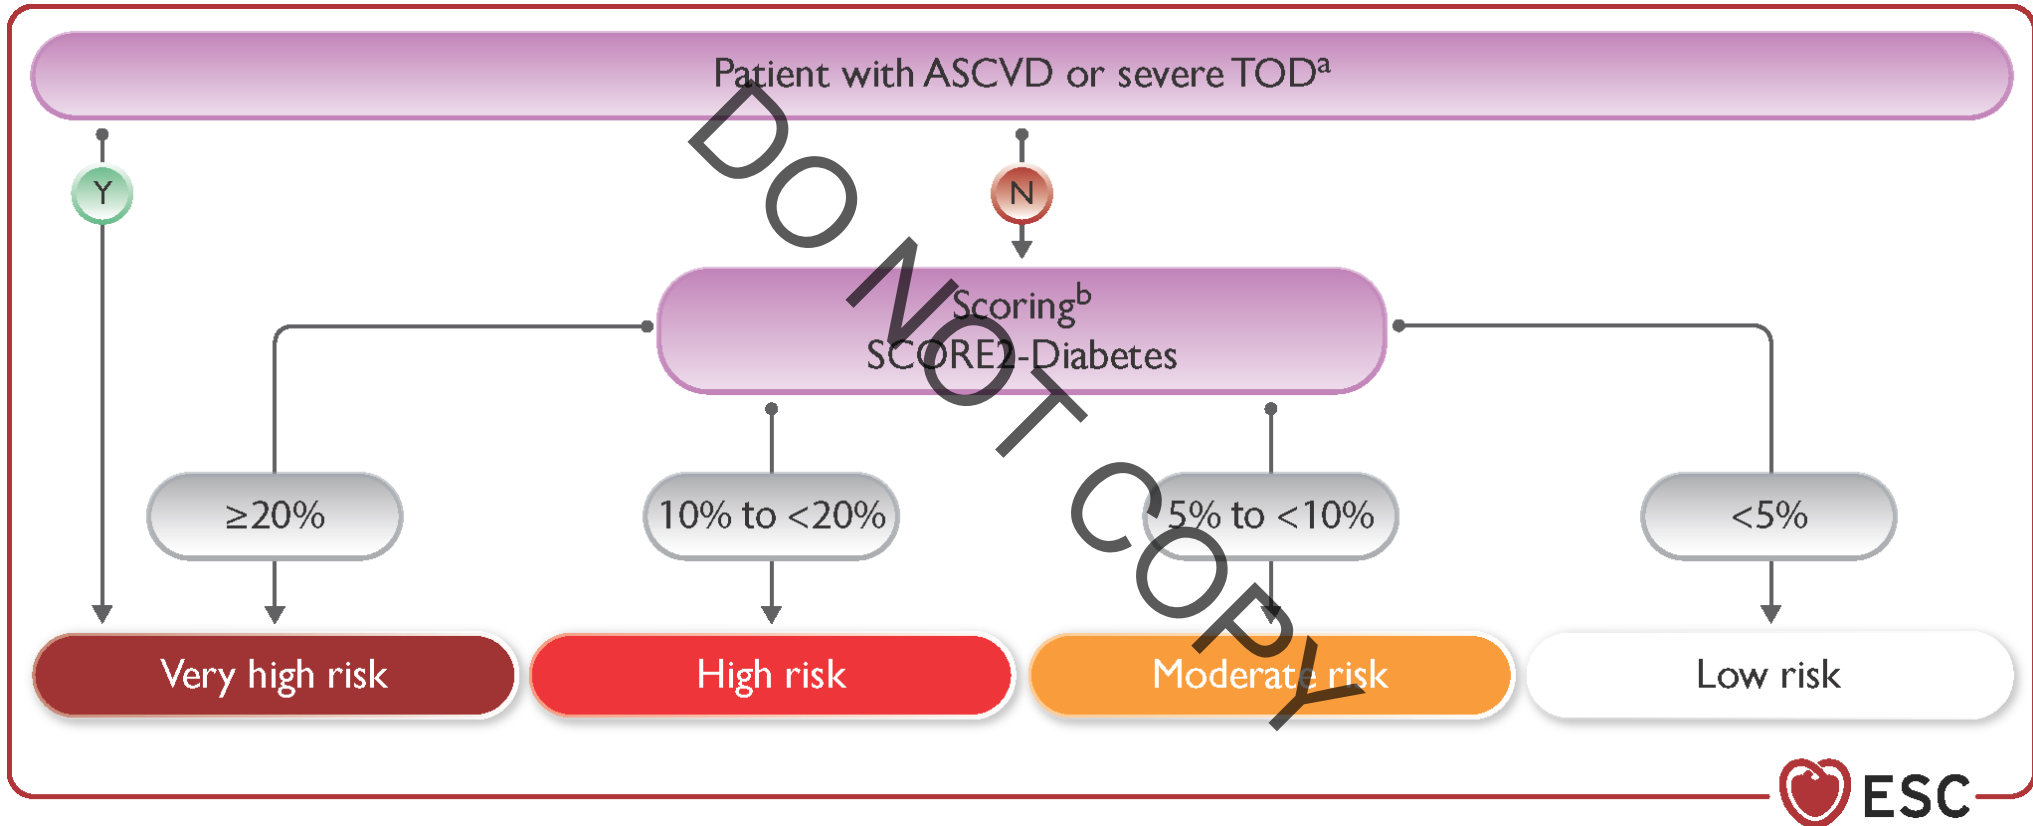 Patient with ASCVD or severe TODᵃ
Y
N
Scoringᵇ
SCORE2-Diabetes
≥20%
10% to <20%
5% to <10%
<5%
Very high risk
High risk
Moderate risk
Low risk
DO NOT COPY
ESC